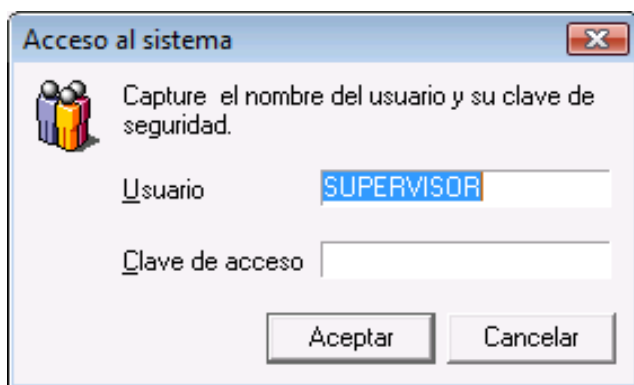 Acceso al sistema
Capture el nombre del usuario y su clave de
seguridad.
Usuario SUPERVISOR
Clave de acceso
Aceptar Cancelar